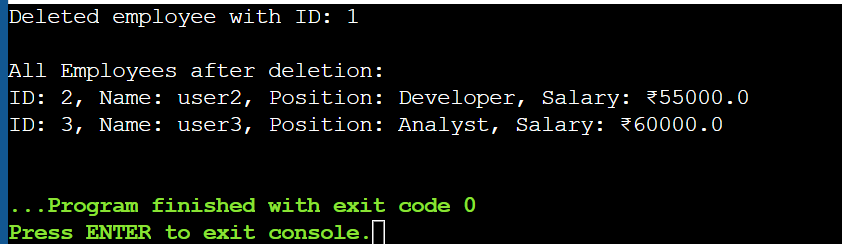 Deleted employee with ID: 1
All Employees after deletion:
ID: 2, Name: user2, Position: Developer, Salary: ₹55000.0
ID: 3, Name: user3, Position: Analyst, Salary: ₹60000.0
...Program finished with exit code 0
Press ENTER to exit console.